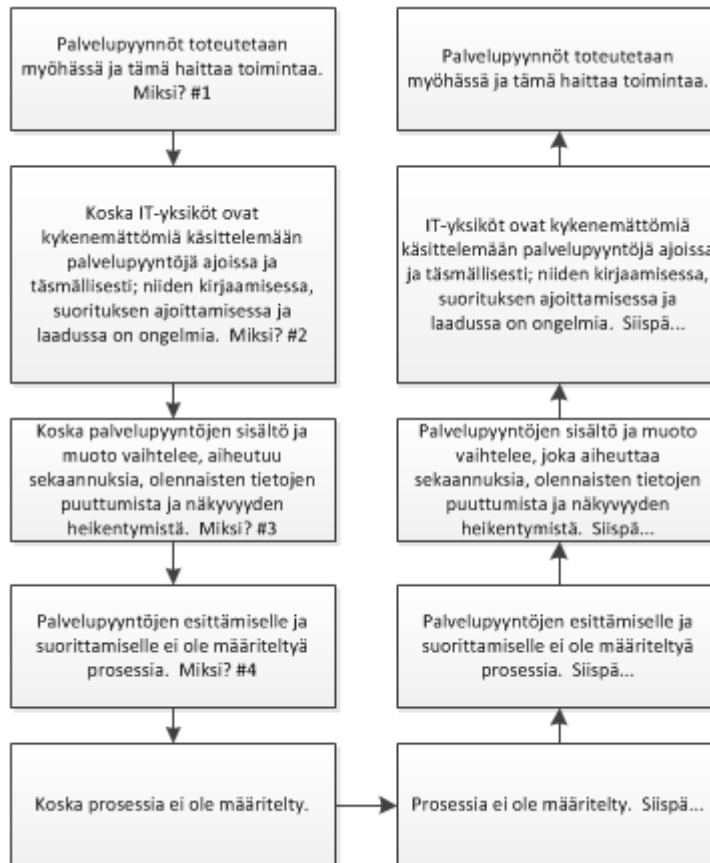 Palvelupyynnöt toteutetaan
myöhässä ja tämä haittaa toimintaa.
Miksi? #1
Koska IT-yksiköt ovat
kykenemättömiä käsittelemään
palvelupyyntöjä ajoissa ja
täsmällisesti; niiden kirjaamisessa,
suorituksen ajoittamisessa ja
laadussa on ongelmia. Miksi? #2
Koska palvelupyyntöjen sisältö ja
muoto vaihtelee, aiheutuu
sekaannuksia, olennaisten tietojen
puuttumista ja näkyvyyden
heikentymistä. Miksi? #3
Palvelupyyntöjen esittämiselle ja
suorittamiselle ei ole määriteltyä
prosessia. Miksi? #4
Koska prosessia ei ole määritelty.
Prosessia ei ole määritelty. Siispä...
Palvelupyyntöjen esittämiselle ja
suorittamiselle ei ole määriteltyä
prosessia. Siispä...
Palvelupyyntöjen sisältö ja muoto
vaihtelee, joka aiheuttaa
sekaannuksia, olennaisten tietojen
puuttumista ja näkyvyyden
heikentymistä. Siispä...
IT-yksiköt ovat kykenemättömiä
käsittelemään palvelupyyntöjä ajoissa
ja täsmällisesti; niiden kirjaamisessa,
suorituksen ajoittamisessa ja
laadussa on ongelmia. Siispä...
Palvelupyynnöt toteutetaan
myöhässä ja tämä haittaa toimintaa.